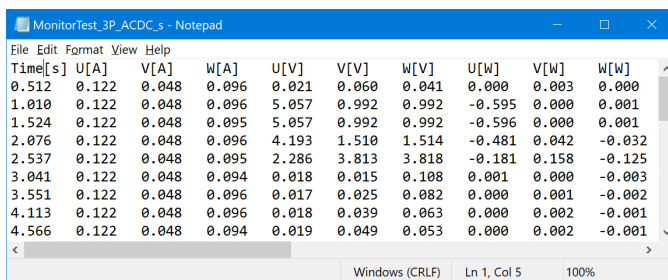 MonitorTest_3P_ACDC_s - Notepad
File Edit Format View Help
Time[s] U[A] V[A] W[A] U[V] V[V] W[V] U[W] V[W] W[W]
0.512 0.122 0.048 0.096 0.021 0.060 0.041 0.000 0.003 0.000
1.010 0.122 0.048 0.096 5.057 0.992 0.992 -0.595 0.000 0.001
1.524 0.122 0.048 0.095 5.057 0.992 0.992 -0.596 0.000 0.001
2.076 0.122 0.048 0.096 4.193 1.510 1.514 -0.481 0.042 -0.032
2.537 0.122 0.048 0.095 2.286 3.813 3.818 -0.181 0.158 -0.125
3.041 0.122 0.048 0.094 0.018 0.015 0.108 0.001 0.000 -0.003
3.551 0.122 0.048 0.096 0.017 0.025 0.082 0.000 0.001 -0.002
4.113 0.122 0.048 0.096 0.018 0.039 0.063 0.000 0.002 -0.001
4.566 0.122 0.048 0.094 0.019 0.049 0.053 0.000 0.002 -0.001
Windows (CRLF) Ln 1, Col 5 100%